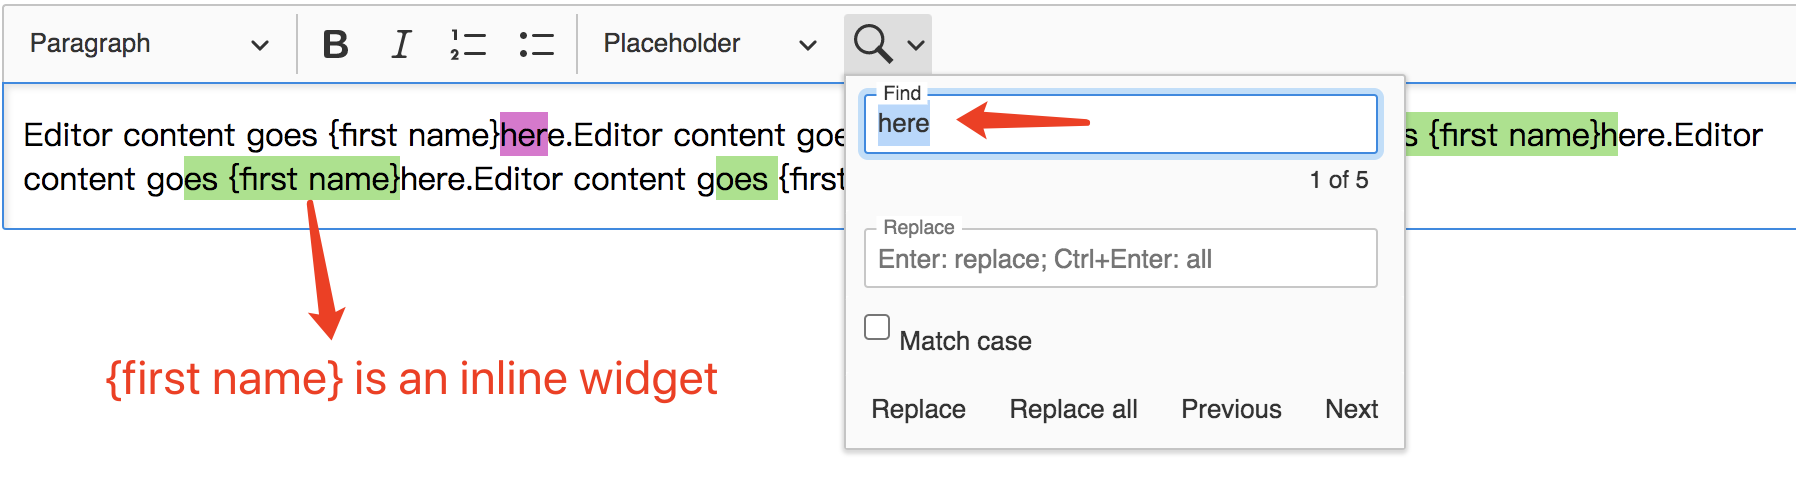 Paragraph
B
I
1
2
Placeholder
Editor content goes {first name}here.Editor content goe
s {first name}here.Editor
content goes {first name}here.Editor content goes {first
Find
here
1 of 5
Replace
Enter: replace; Ctrl+Enter: all
Match case
Replace Replace all Previous Next
{first name} is an inline widget